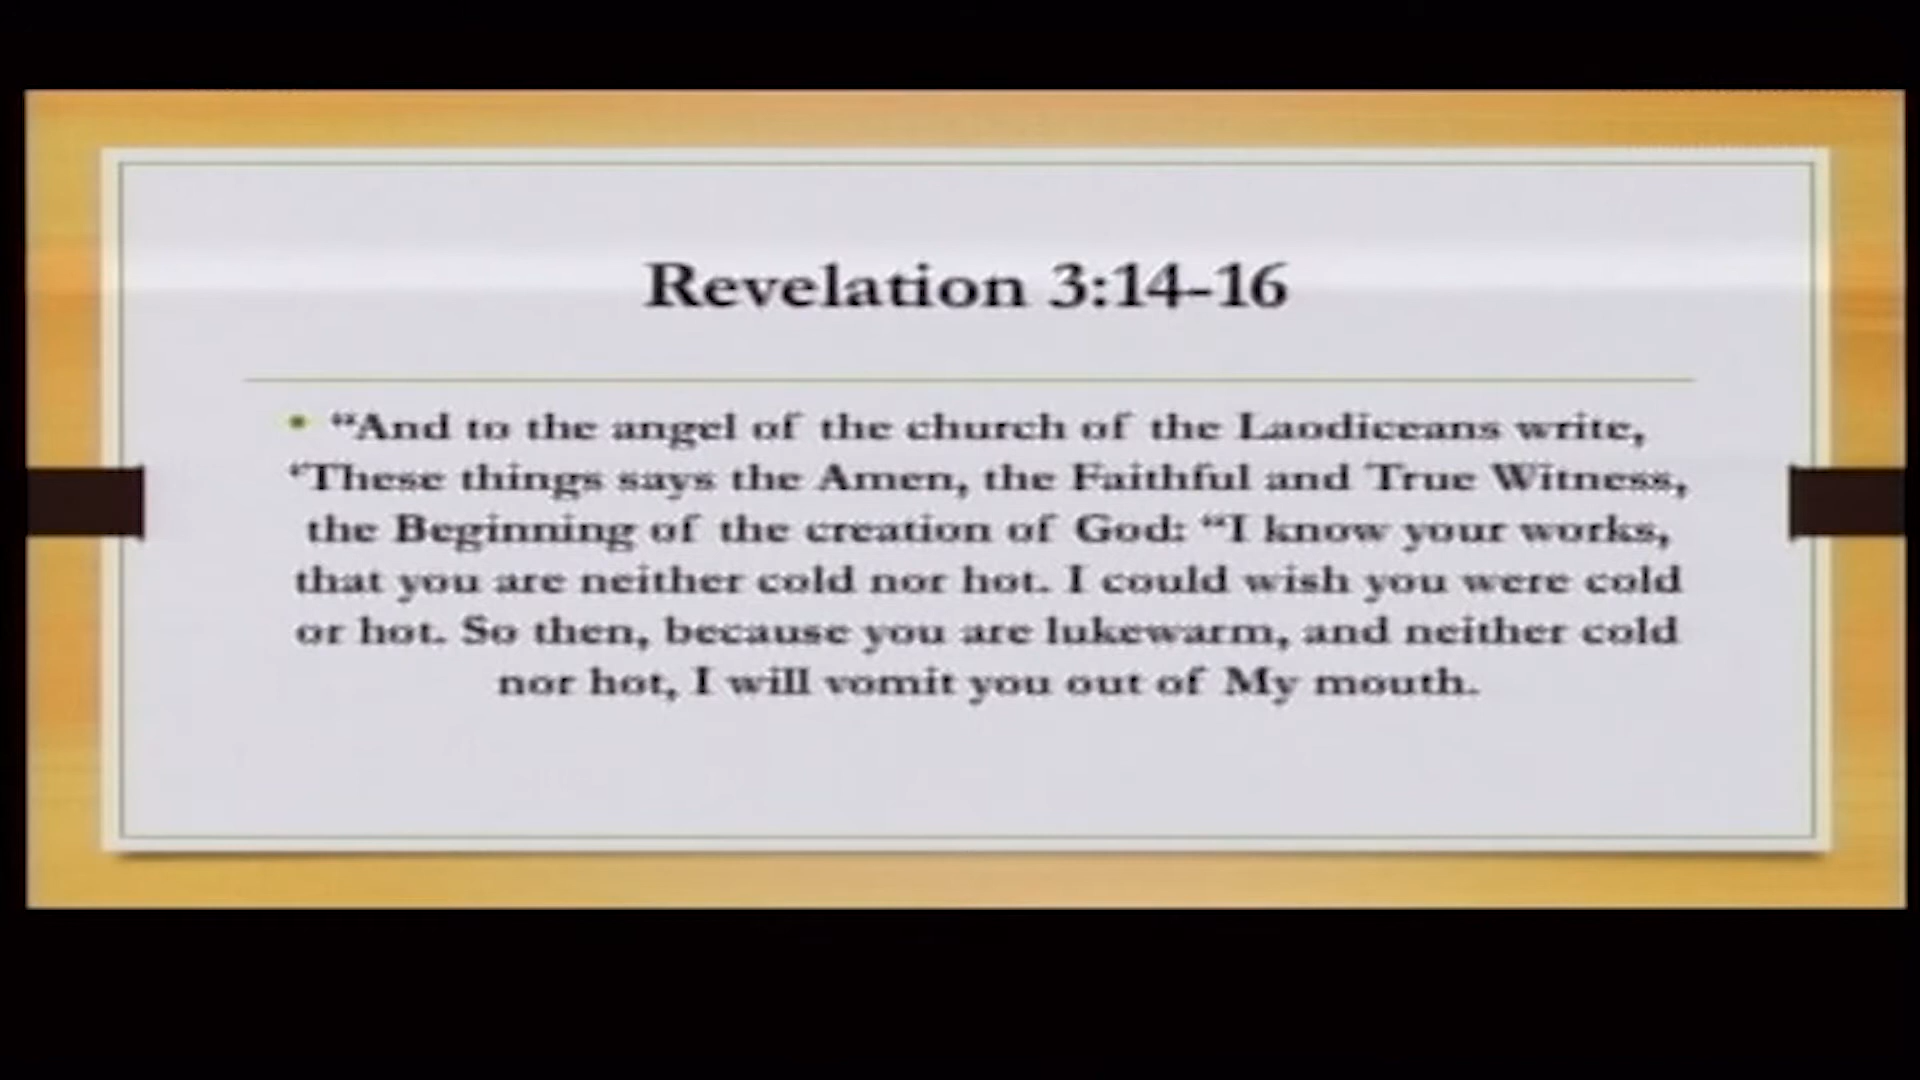 Revelation 3:14-16
• “And to the angel of the church of the Laodiceans write,
‘These things says the Amen, the Faithful and True Witness,
the Beginning of the creation of God: “I know your works,
that you are neither cold nor hot. I could wish you were cold
or hot. So then, because you are lukewarm, and neither cold
nor hot, I will vomit you out of My mouth.